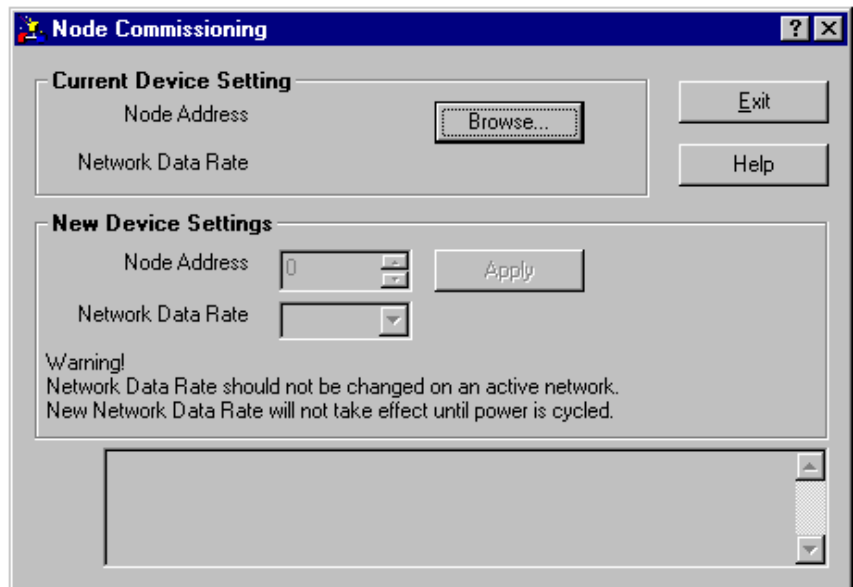 Node Commissioning
Current Device Setting
Node Address
Browse...
Exit
Network Data Rate
Help
New Device Settings
Node Address
0
Apply
Network Data Rate
Warning!
Network Data Rate should not be changed on an active network.
New Network Data Rate will not take effect until power is cycled.